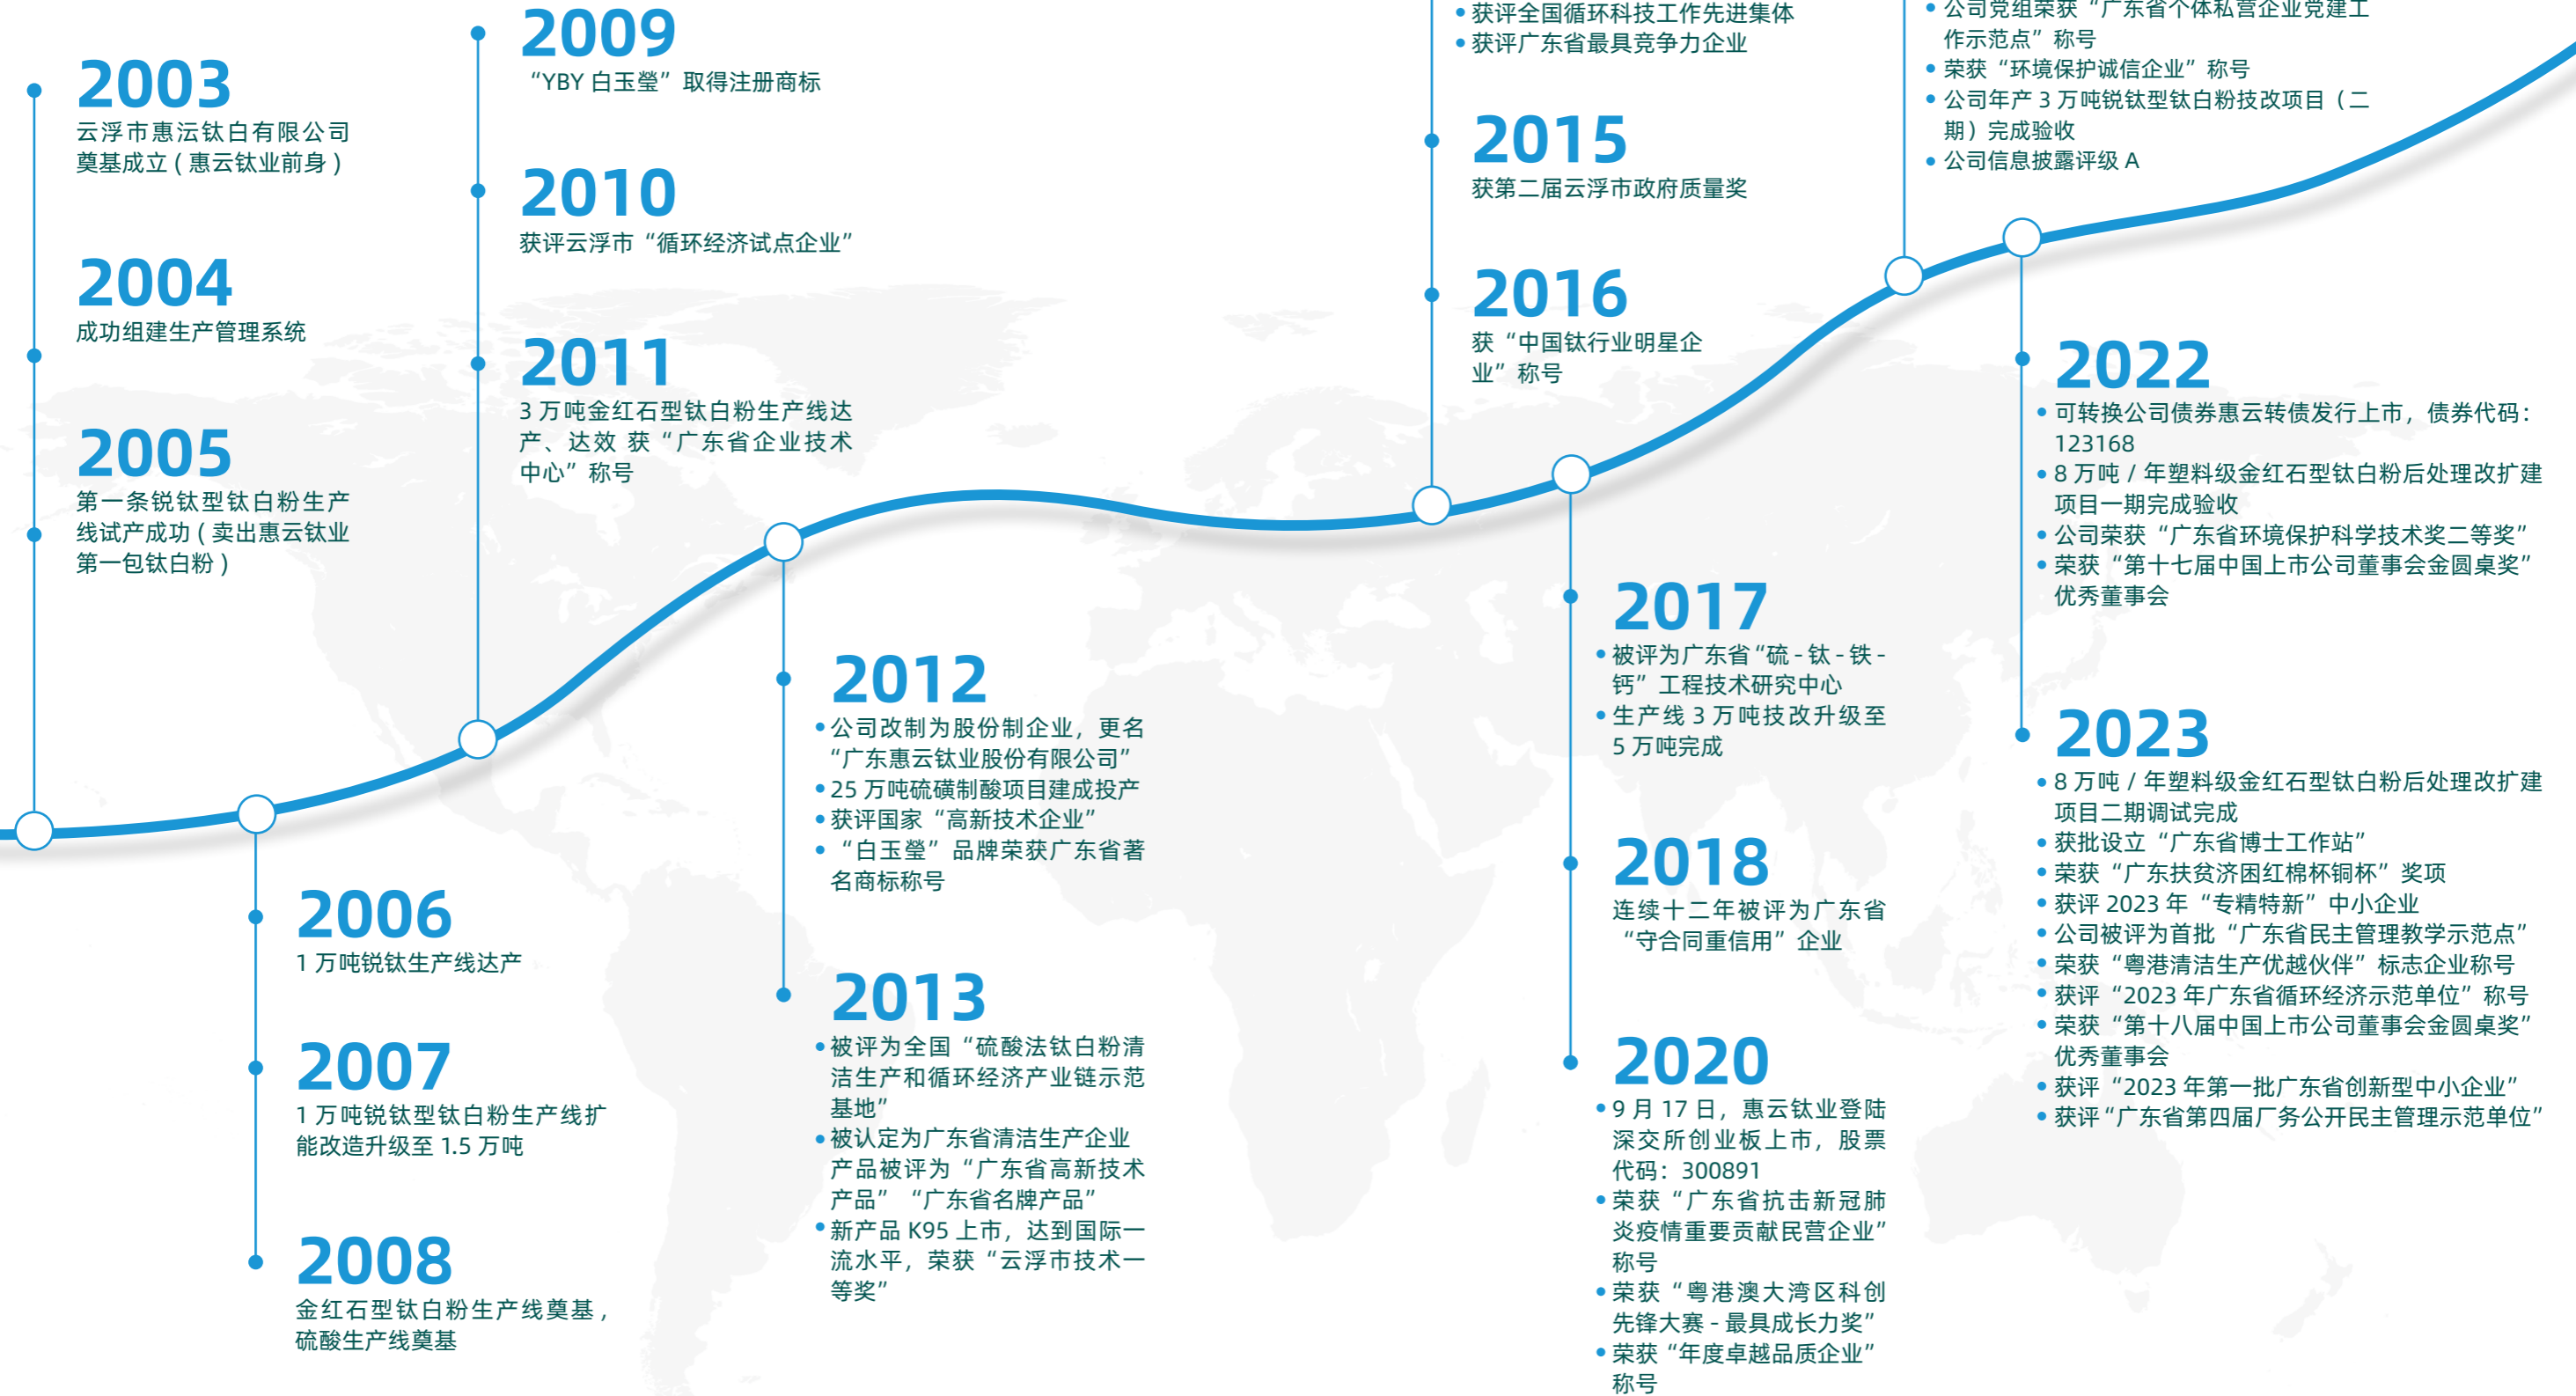 2003
云浮市惠沄钛白有限公司
奠基成立 ( 惠云钛业前身 )
2004
成功组建生产管理系统
2005
第一条锐钛型钛白粉生产
线试产成功 ( 卖出惠云钛业
第一包钛白粉 )
2006
1 万吨锐钛生产线达产
2007
1 万吨锐钛型钛白粉生产线扩
能改造升级至 1.5 万吨
2008
金红石型钛白粉生产线奠基 ,
硫酸生产线奠基
2009
“YBY 白玉瑩”取得注册商标
2010
获评云浮市“循环经济试点企业”
2011
3 万吨金红石型钛白粉生产线达
产、达效 获“广东省企业技术
中心”称号
2012
• 公司改制为股份制企业，更名
“广东惠云钛业股份有限公司”
• 25 万吨硫磺制酸项目建成投产
• 获评国家“高新技术企业”
• “白玉瑩”品牌荣获广东省著
名商标称号
2013
• 被评为全国“硫酸法钛白粉清
洁生产和循环经济产业链示范
基地”
• 被认定为广东省清洁生产企业
产品被评为“广东省高新技术
产品” “广东省名牌产品”
• 新产品 K95 上市，达到国际一
流水平，荣获“云浮市技术一
等奖”
• 获评全国循环科技工作先进集体
• 获评广东省最具竞争力企业
2015
获第二届云浮市政府质量奖
2016
获“中国钛行业明星企
业”称号
2017
• 被评为广东省“硫 - 钛 - 铁 -
钙”工程技术研究中心
• 生产线 3 万吨技改升级至
5 万吨完成
2018
连续十二年被评为广东省
“守合同重信用”企业
2020
• 9 月 17 日，惠云钛业登陆
深交所创业板上市，股票
代码：300891
• 荣获“广东省抗击新冠肺
炎疫情重要贡献民营企业”
称号
• 荣获“粤港澳大湾区科创
先锋大赛 - 最具成长力奖”
• 荣获“年度卓越品质企业”
称号
• 公司党组荣获“广东省个体私营企业党建工
作示范点”称号
• 荣获“环境保护诚信企业”称号
• 公司年产 3 万吨锐钛型钛白粉技改项目（二
期）完成验收
• 公司信息披露评级 A
2022
• 可转换公司债券惠云转债发行上市，债券代码：
123168
• 8 万吨 / 年塑料级金红石型钛白粉后处理改扩建
项目一期完成验收
• 公司荣获“广东省环境保护科学技术奖二等奖”
• 荣获“第十七届中国上市公司董事会金圆桌奖”
优秀董事会
2023
• 8 万吨 / 年塑料级金红石型钛白粉后处理改扩建
项目二期调试完成
• 获批设立“广东省博士工作站”
• 荣获“广东扶贫济困红棉杯铜杯”奖项
• 获评 2023 年“专精特新”中小企业
• 公司被评为首批“广东省民主管理教学示范点”
• 荣获“粤港清洁生产优越伙伴”标志企业称号
• 获评“2023 年广东省循环经济示范单位”称号
• 荣获“第十八届中国上市公司董事会金圆桌奖”
优秀董事会
• 获评“2023 年第一批广东省创新型中小企业”
• 获评“广东省第四届厂务公开民主管理示范单位”